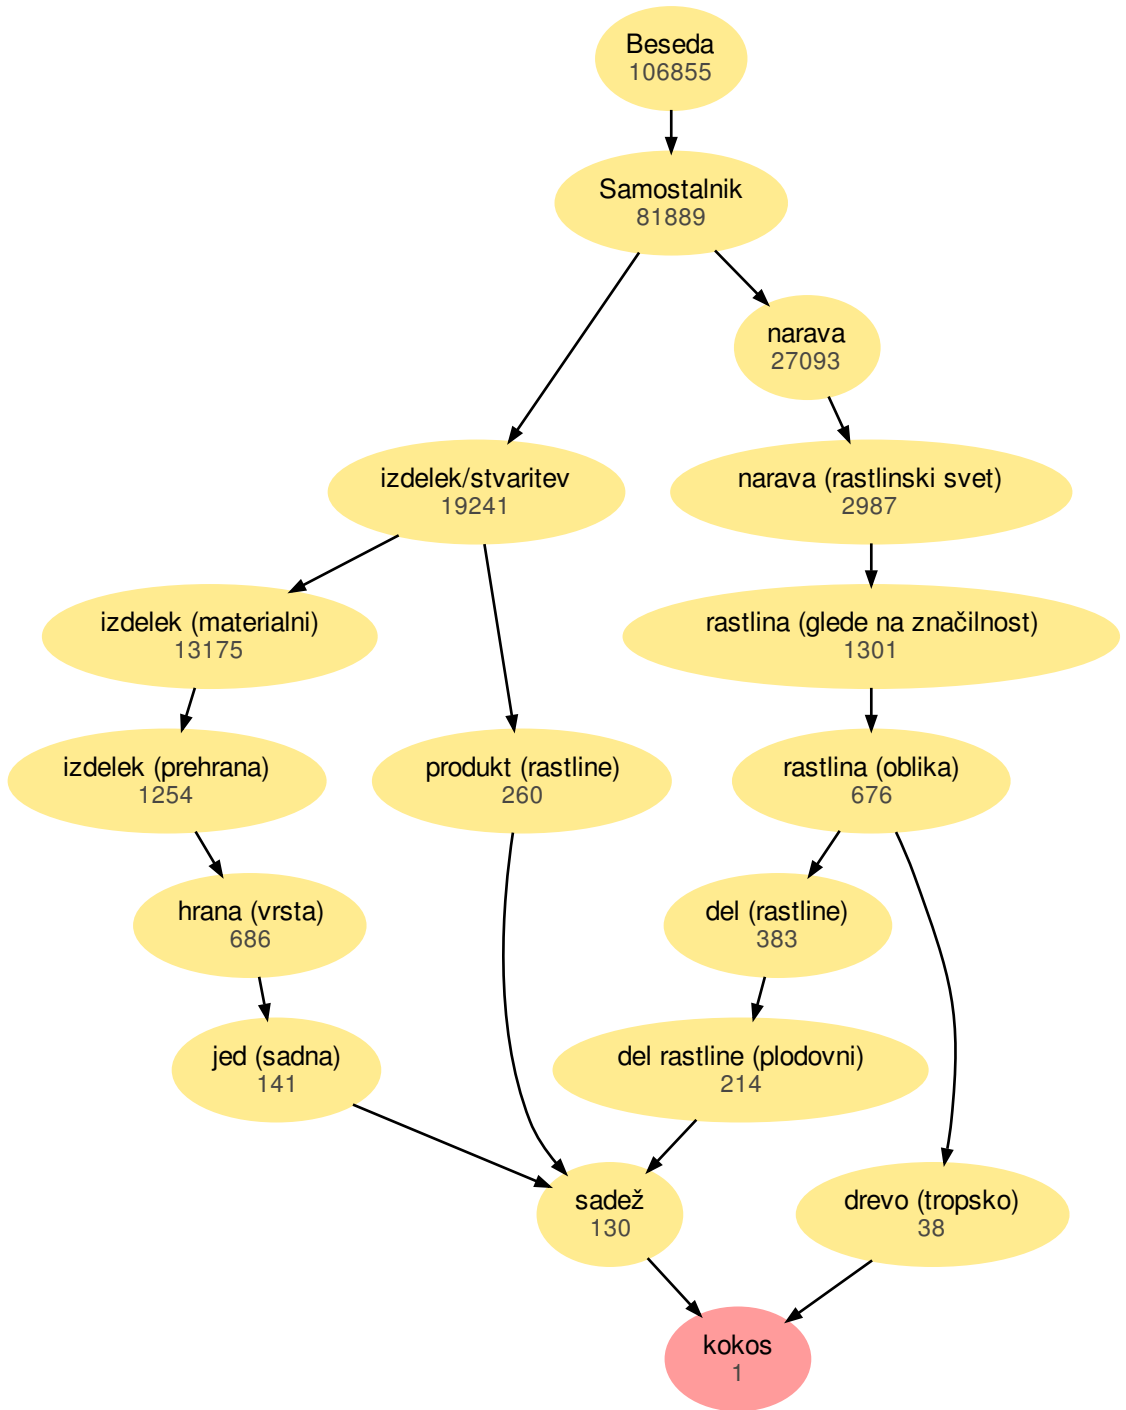 Beseda
106855
Samostalnik
81889
narava
27093
izdelek/stvaritev
19241
narava (rastlinski svet)
2987
izdelek (materialni)
13175
rastlina (glede na značilnost)
1301
izdelek (prehrana)
1254
produkt (rastline)
260
rastlina (oblika)
676
hrana (vrsta)
686
del (rastline)
383
jed (sadna)
141
del rastline (plodovni)
214
sadež
130
drevo (tropsko)
38
kokos
1